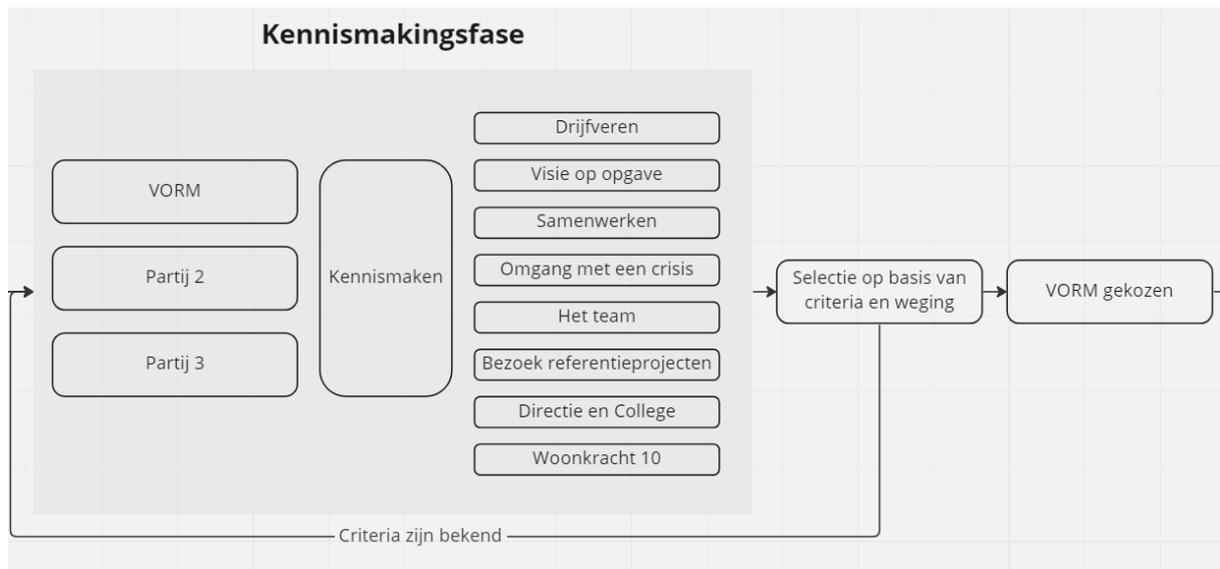 Kennismakingsfase
VORM
Partij 2
Partij 3
Kennismaken
Drijfveren
Visie op opgave
Samenwerken
Omgang met een crisis
Het team
Bezoek referentieprojecten
Directie en College
Woonkracht 10
Selectie op basis van
criteria en weging
VORM gekozen
Criteria zijn bekend